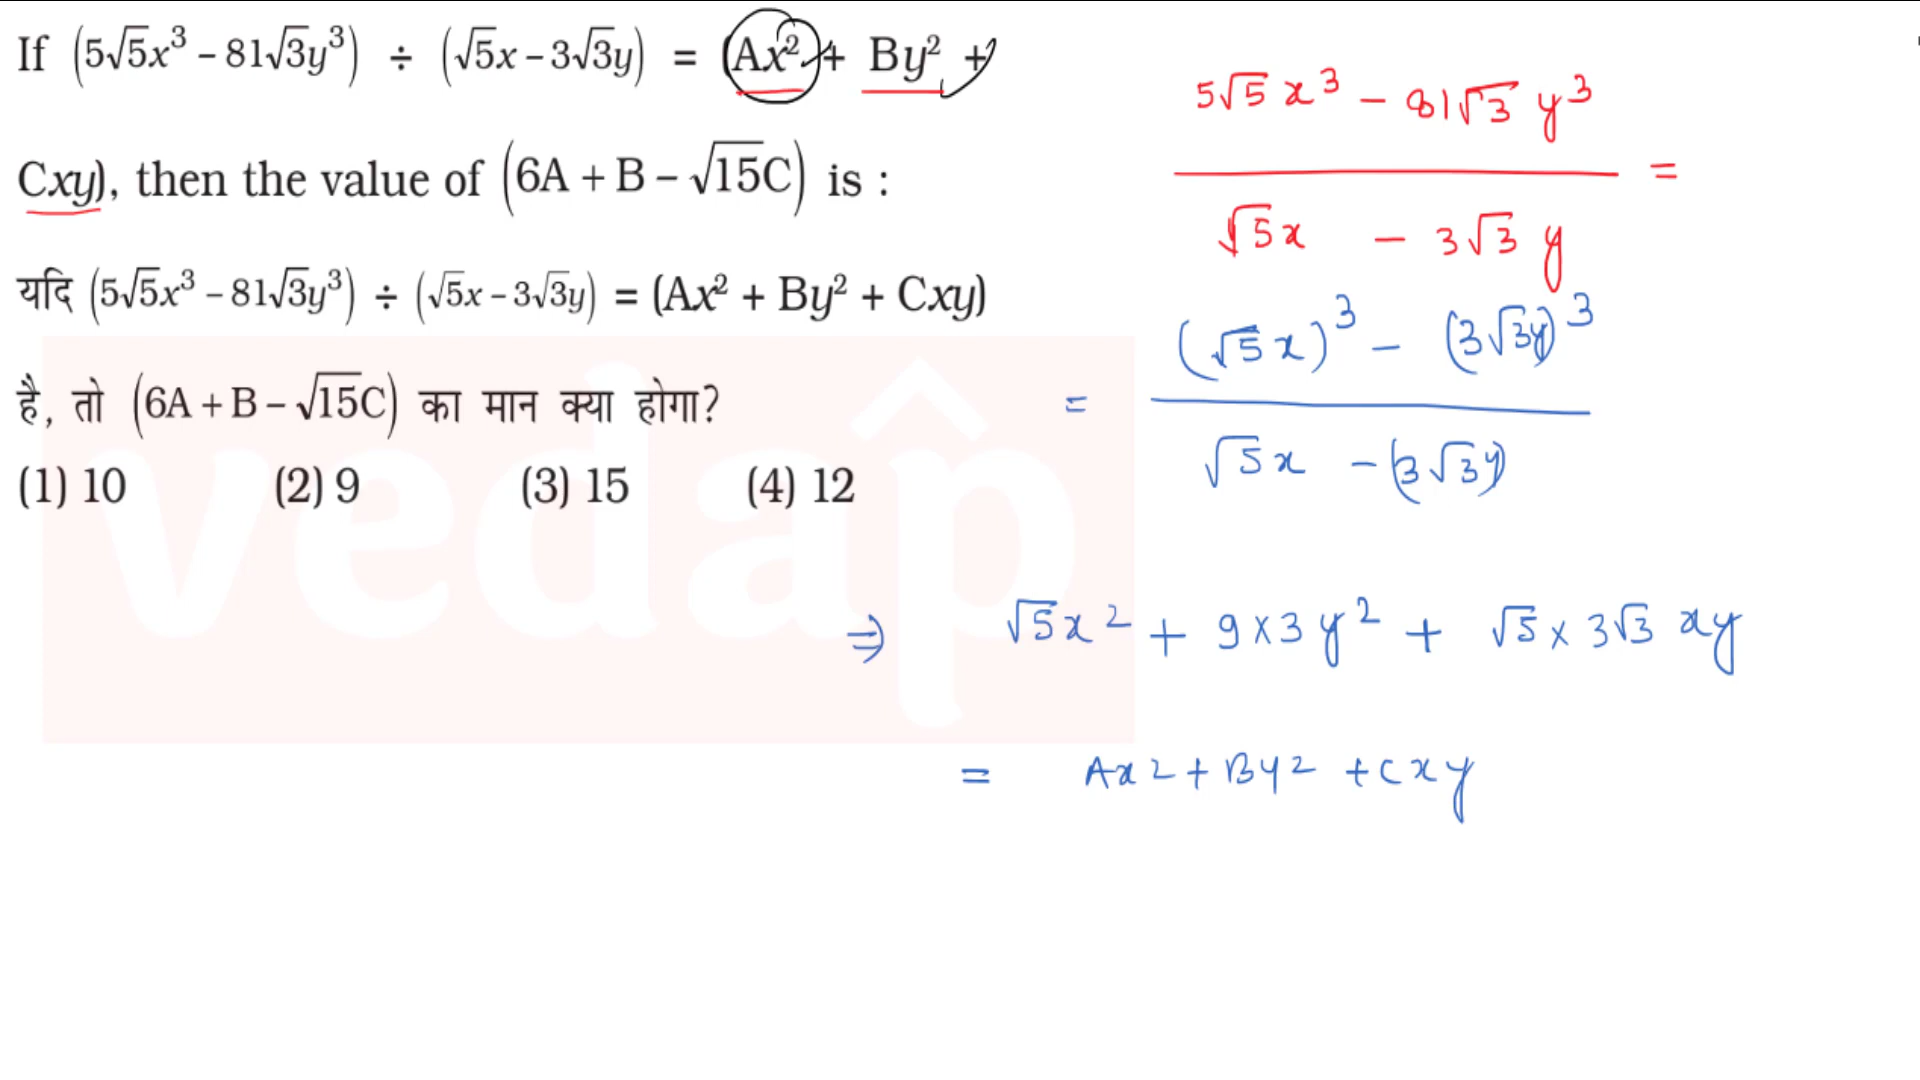 If (5√5x³ – 81√3y³) ÷ (√5x – 3√3y) = (Ax² + By² +
Cxy), then the value of (6A + B – √15C) is :
यदि (5√5x³ – 81√3y³) ÷ (√5x – 3√3y) = (Ax² + By² + Cxy)
है, तो (6A + B – √15C) का मान क्या होगा?
(1) 10 (2) 9 (3) 15 (4) 12
vedap
5√5 x³ – 81√3 y³
=
√5x – 3√3 y
(√5x)³ – (3√3y)³
=
√5x – (3√3y)
⇒ √5x² + 9×3y² + √5×3√3 xy
= Ax² + By² + Cxy